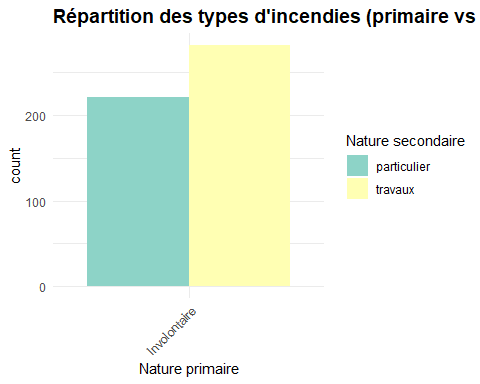 Répartition des types d'incendies (primaire vs
count
200
100
0
Involontaire
Nature primaire
Nature secondaire
particulier
travaux